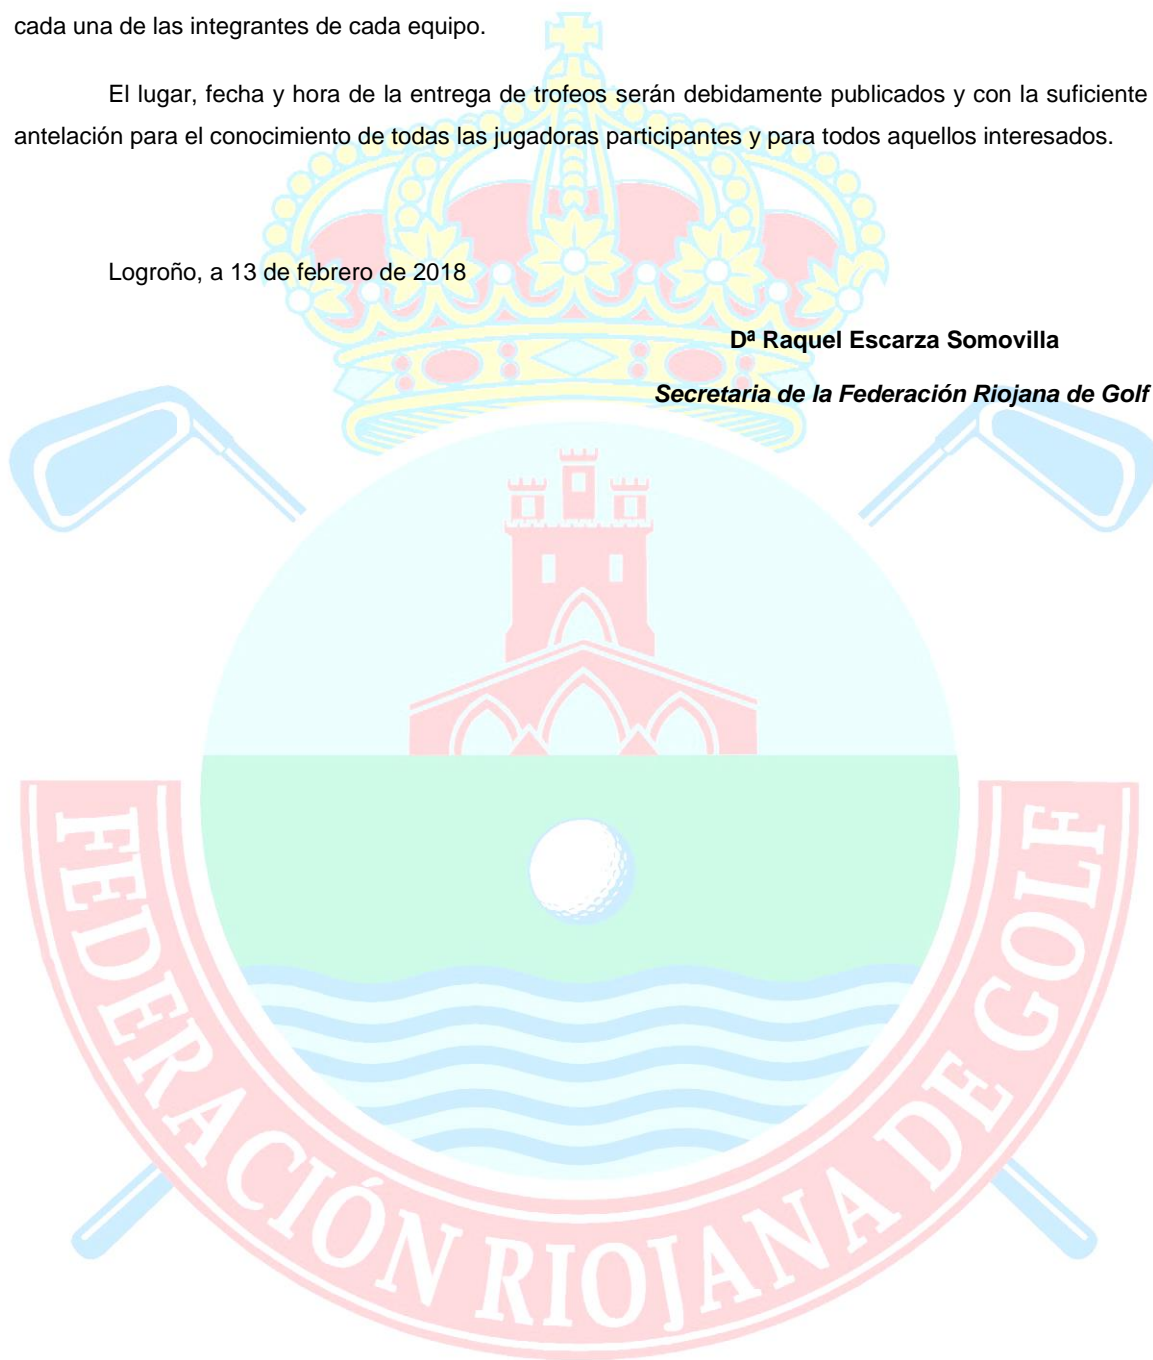 cada una de las integrantes de cada equipo.
El lugar, fecha y hora de la entrega de trofeos serán debidamente publicados y con la suficiente
antelación para el conocimiento de todas las jugadoras participantes y para todos aquellos interesados.
Logroño, a 13 de febrero de 2018
Dª Raquel Escarza Somovilla
Secretaria de la Federación Riojana de Golf
FEDERACIÓN RIOJANA DE GOLF